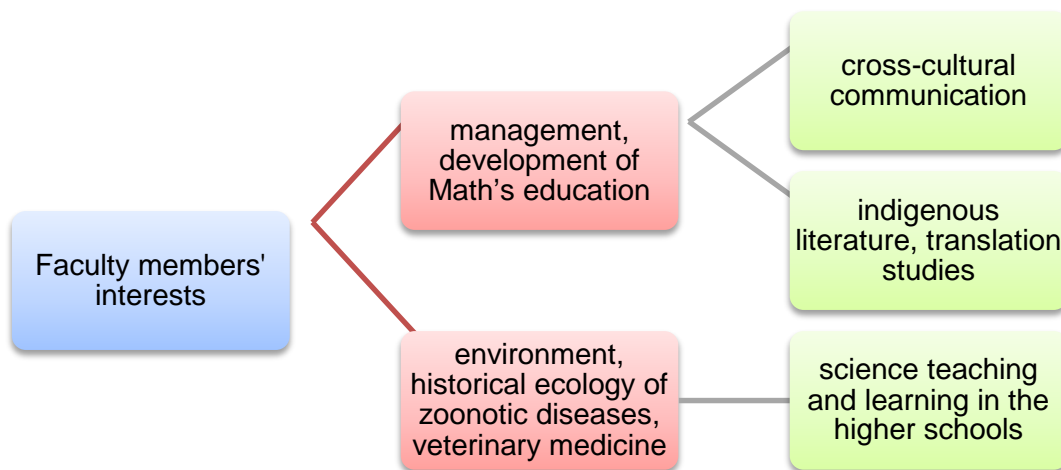 Faculty members'
interests
management,
development of
Math's education
environment,
historical ecology of
zoonotic diseases,
veterinary medicine
cross-cultural
communication
indigenous
literature, translation
studies
science teaching
and learning in the
higher schools